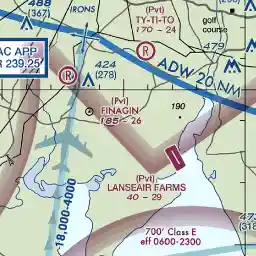 488
(367)
IRONS
(Pvt)
TY-TI-TO
170 - 24
golf
course
479
AC APP
R 239.25
R
R
424
(278)
ADW 20 NM
(Pvt)
FINAGIN
185 - 26
190
(Pvt)
LANSEAIR FARMS
40 - 29
18,000-4000
700' Class E
eff 0600-2300